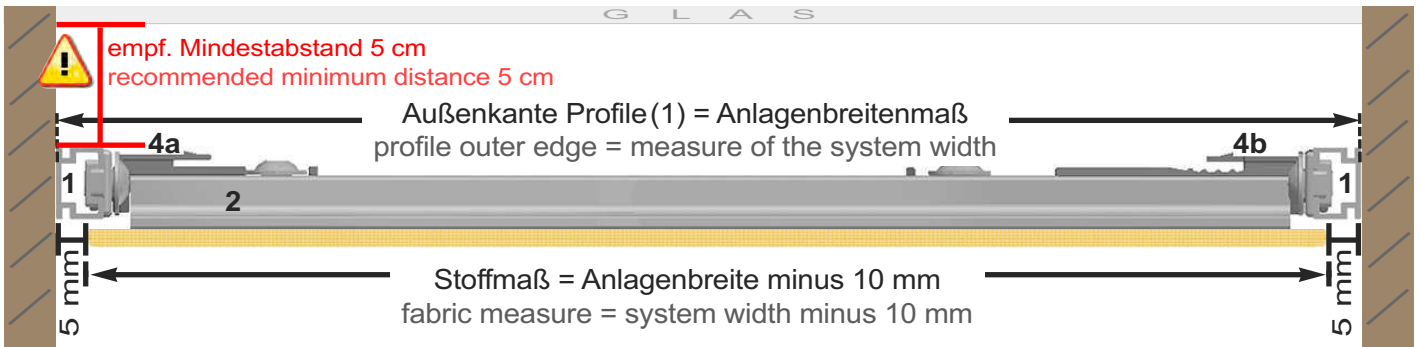 G L A S
empf. Mindestabstand 5 cm
recommended minimum distance 5 cm
Außenkante Profile(1) = Anlagenbreitenmaß
profile outer edge = measure of the system width
4a
4b
1
2
1
Stoffmaß = Anlagenbreite minus 10 mm
fabric measure = system width minus 10 mm
5 mm
5 mm